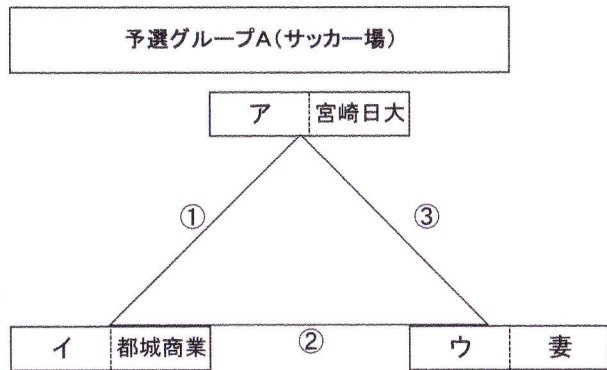 予選グループA(サッカー場)
ア 宮崎日大
① ③
イ 都城商業 ② ウ 妻